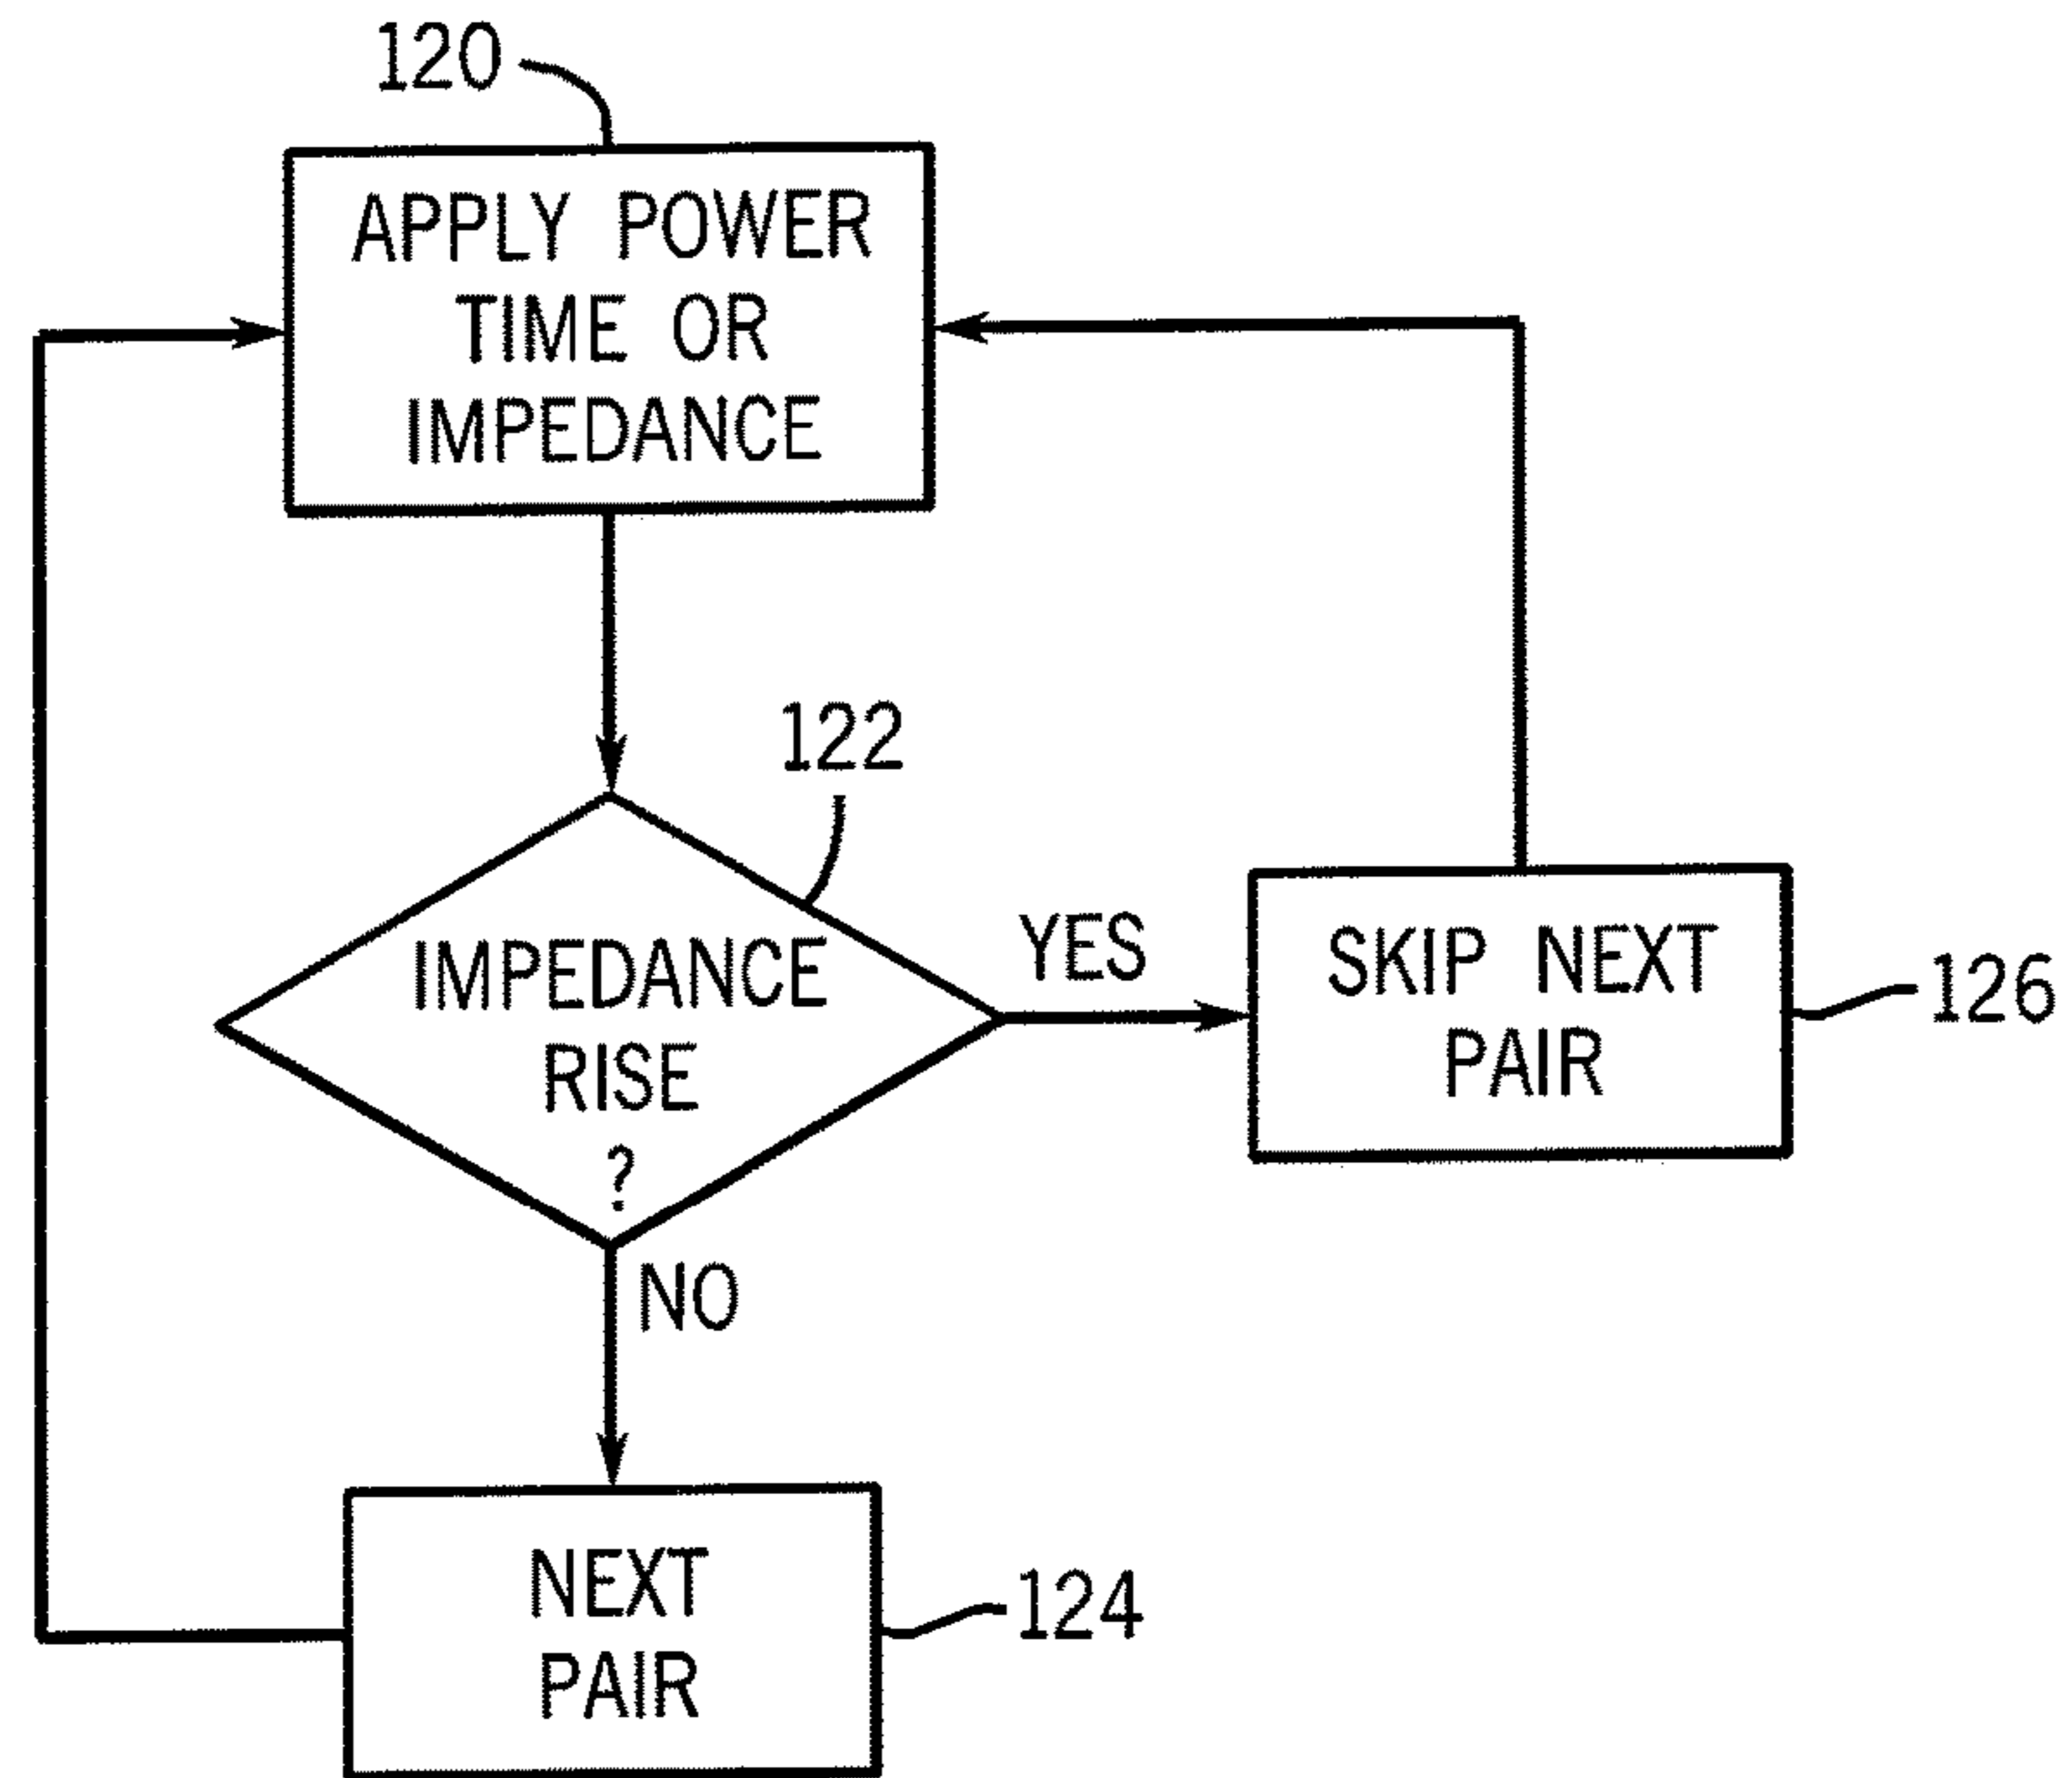 120
APPLY POWER
TIME OR
IMPEDANCE
122
IMPEDANCE
RISE
?
YES
SKIP NEXT
PAIR
126
NO
NEXT
PAIR
124